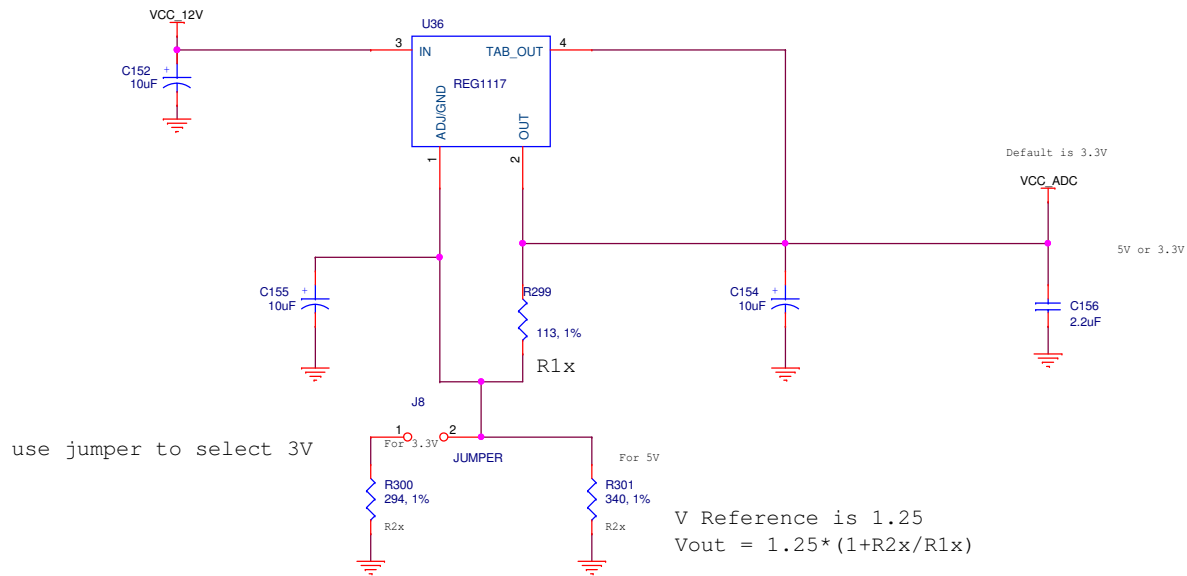 VCC_12V
U36
3
IN
TAB_OUT
4
C152
+
10uF
REG1117
ADJ/GND
OUT
1
2
Default is 3.3V
VCC_ADC
5V or 3.3V
C155
+
10uF
R299
113, 1%
R1x
C154
+
10uF
C156
2.2uF
J8
1
2
For 3.3V
JUMPER
use jumper to select 3V
For 5V
R300
294, 1%
R2x
R301
340, 1%
R2x
V Reference is 1.25
Vout = 1.25*(1+R2x/R1x)